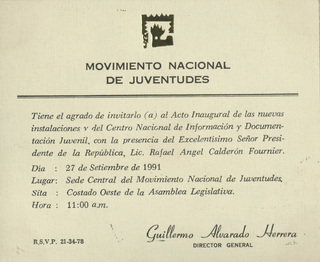 MOVIMIENTO NACIONAL
DE JUVENTUDES
Tiene el agrado de invitarlo (a) al Acto Inaugural de las nuevas
instalaciones y del Centro Nacional de Información y Documen-
tación Juvenil, con la presencia del Excelentísimo Señor Presi-
dente de la República, Lic. Rafael Angel Calderón Fournier.
Día : 27 de Setiembre de 1991
Lugar: Sede Central del Movimiento Nacional de Juventudes,
Sita : Costado Oeste de la Asamblea Legislativa.
Hora : 11:00 a.m.
Guillermo Alvarado Herrera
R.S.V.P. 21-34-78
DIRECTOR GENERAL